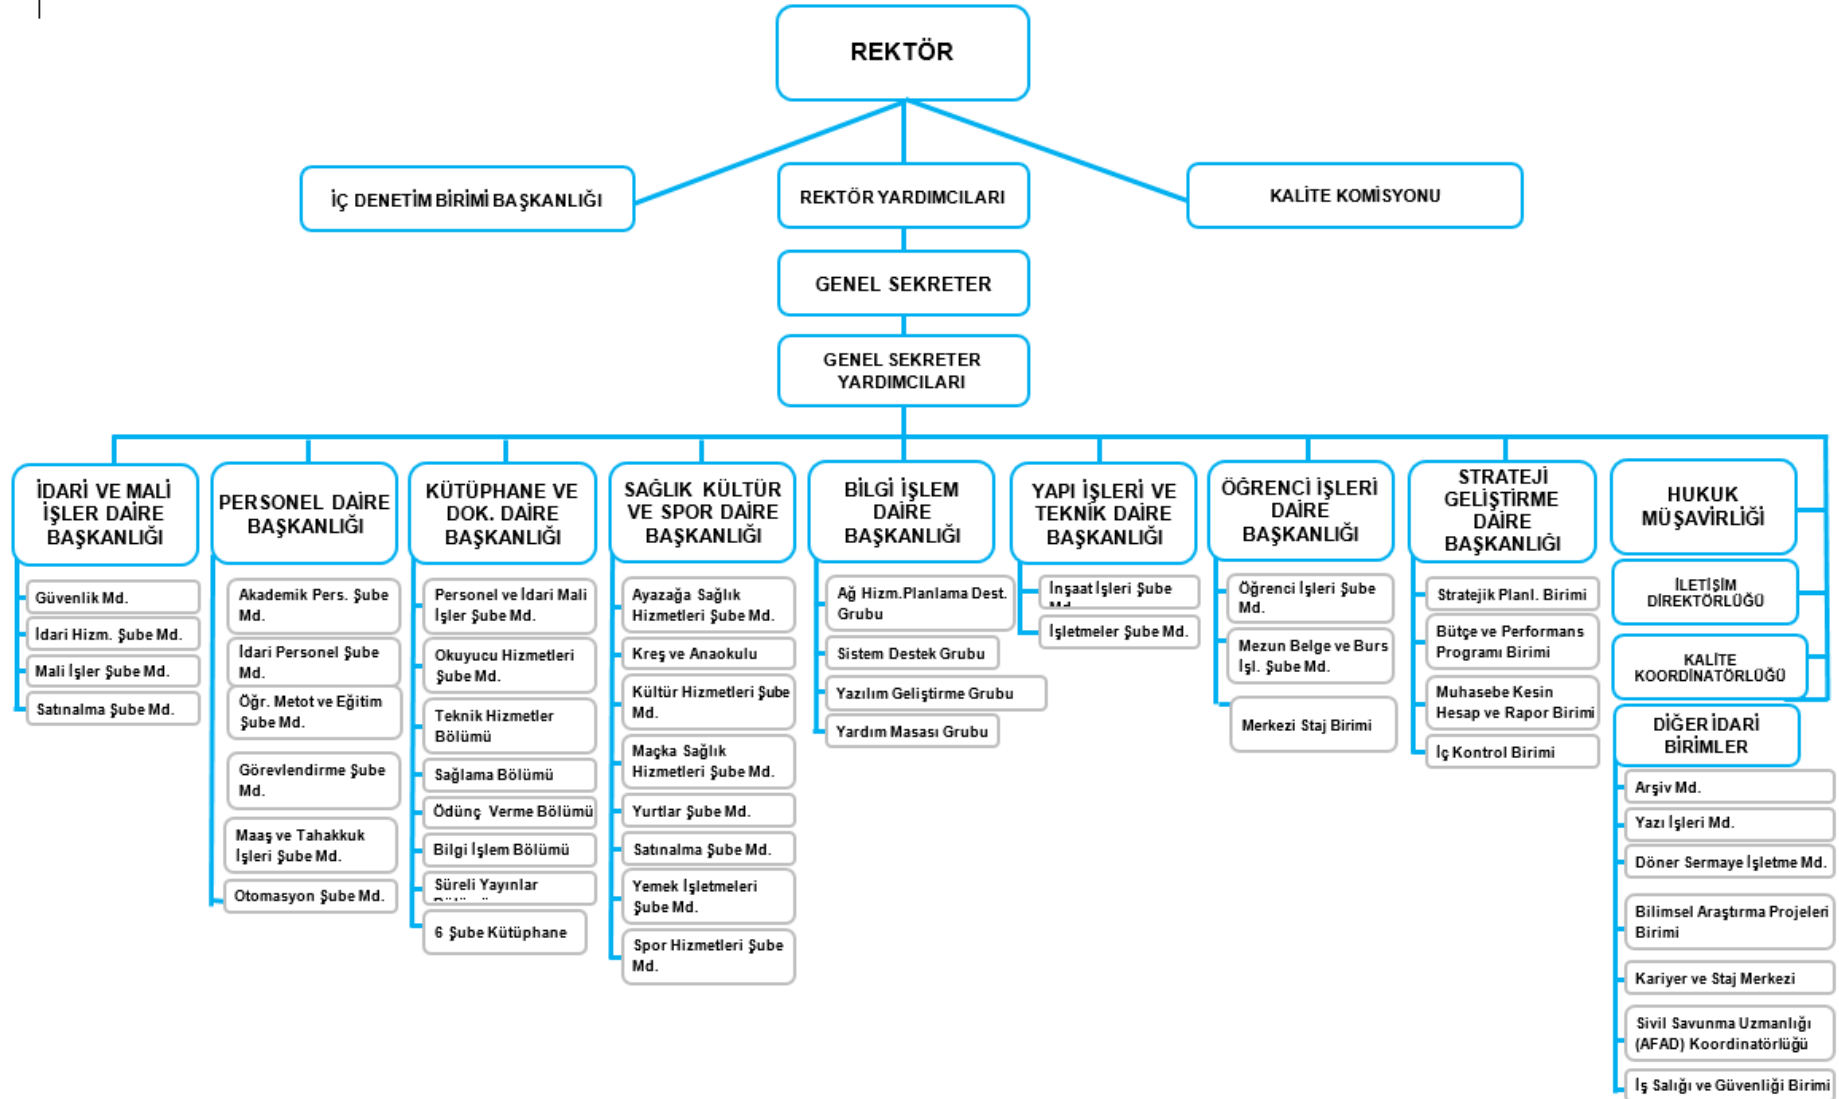 REKTÖR
İÇ DENETİM BİRİMİ BAŞKANLIĞI
REKTÖR YARDIMCILARI
KALİTE KOMİSYONU
GENEL SEKRETER
GENEL SEKRETER
YARDIMCILARI
İDARİ VE MALİ
İŞLER DAİRE
BAŞKANLIĞI
Güvenlik Md.
İdari Hizm. Şube Md.
Mali İşler Şube Md.
Satınalma Şube Md.
PERSONEL DAİRE
BAŞKANLIĞI
Akademik Pers. Şube
Md.
İdari Personel Şube
Md.
Öğr. Metot ve Eğitim
Şube Md.
Görevlendirme Şube
Md.
Maaş ve Tahakkuk
İşleri Şube Md.
Otomasyon Şube Md.
KÜTÜPHANE VE
DOK. DAİRE
BAŞKANLIĞI
Personel ve İdari Mali
İşler Şube Md.
Okuyucu Hizmetleri
Şube Md.
Teknik Hizmetler
Bölümü
Sağlama Bölümü
Ödünç Verme Bölümü
Bilgi İşlem Bölümü
Süreli Yayınlar
6 Şube Kütüphane
SAĞLIK KÜLTÜR
VE SPOR DAİRE
BAŞKANLIĞI
Ayazağa Sağlık
Hizmetleri Şube Md.
Kreş ve Anaokulu
Kültür Hizmetleri Şube
Md.
Maçka Sağlık
Hizmetleri Şube Md.
Yurtlar Şube Md.
Satınalma Şube Md.
Yemek İşletmeleri
Şube Md.
Spor Hizmetleri Şube
Md.
BİLGİ İŞLEM
DAİRE
BAŞKANLIĞI
Ağ Hizm.Planlama Dest.
Grubu
Sistem Destek Grubu
Yazılım Geliştirme Grubu
Yardım Masası Grubu
YAPI İŞLERİ VE
TEKNİK DAİRE
BAŞKANLIĞI
İnşaat İşleri Şube
Md.
İşletmeler Şube Md.
ÖĞRENCİ İŞLERİ
DAİRE
BAŞKANLIĞI
Öğrenci İşleri Şube
Md.
Mezun Belge ve Burs
İşl. Şube Md.
Merkezi Staj Birimi
STRATEJİ
GELİŞTİRME
DAİRE
BAŞKANLIĞI
Stratejik Planl. Birimi
Bütçe ve Performans
Programı Birimi
Muhasebe Kesin
Hesap ve Rapor Birimi
İç Kontrol Birimi
HUKUK
MÜŞAVİRLİĞİ
İLETİŞİM
DİREKTÖRLÜĞÜ
KALİTE
KOORDİNATÖRLÜĞÜ
DİĞER İDARİ
BİRİMLER
Arşiv Md.
Yazı İşleri Md.
Döner Sermaye İşletme Md.
Bilimsel Araştırma Projeleri
Birimi
Kariyer ve Staj Merkezi
Sivil Savunma Uzmanlığı
(AFAD) Koordinatörlüğü
İş Salığı ve Güvenliği Birimi